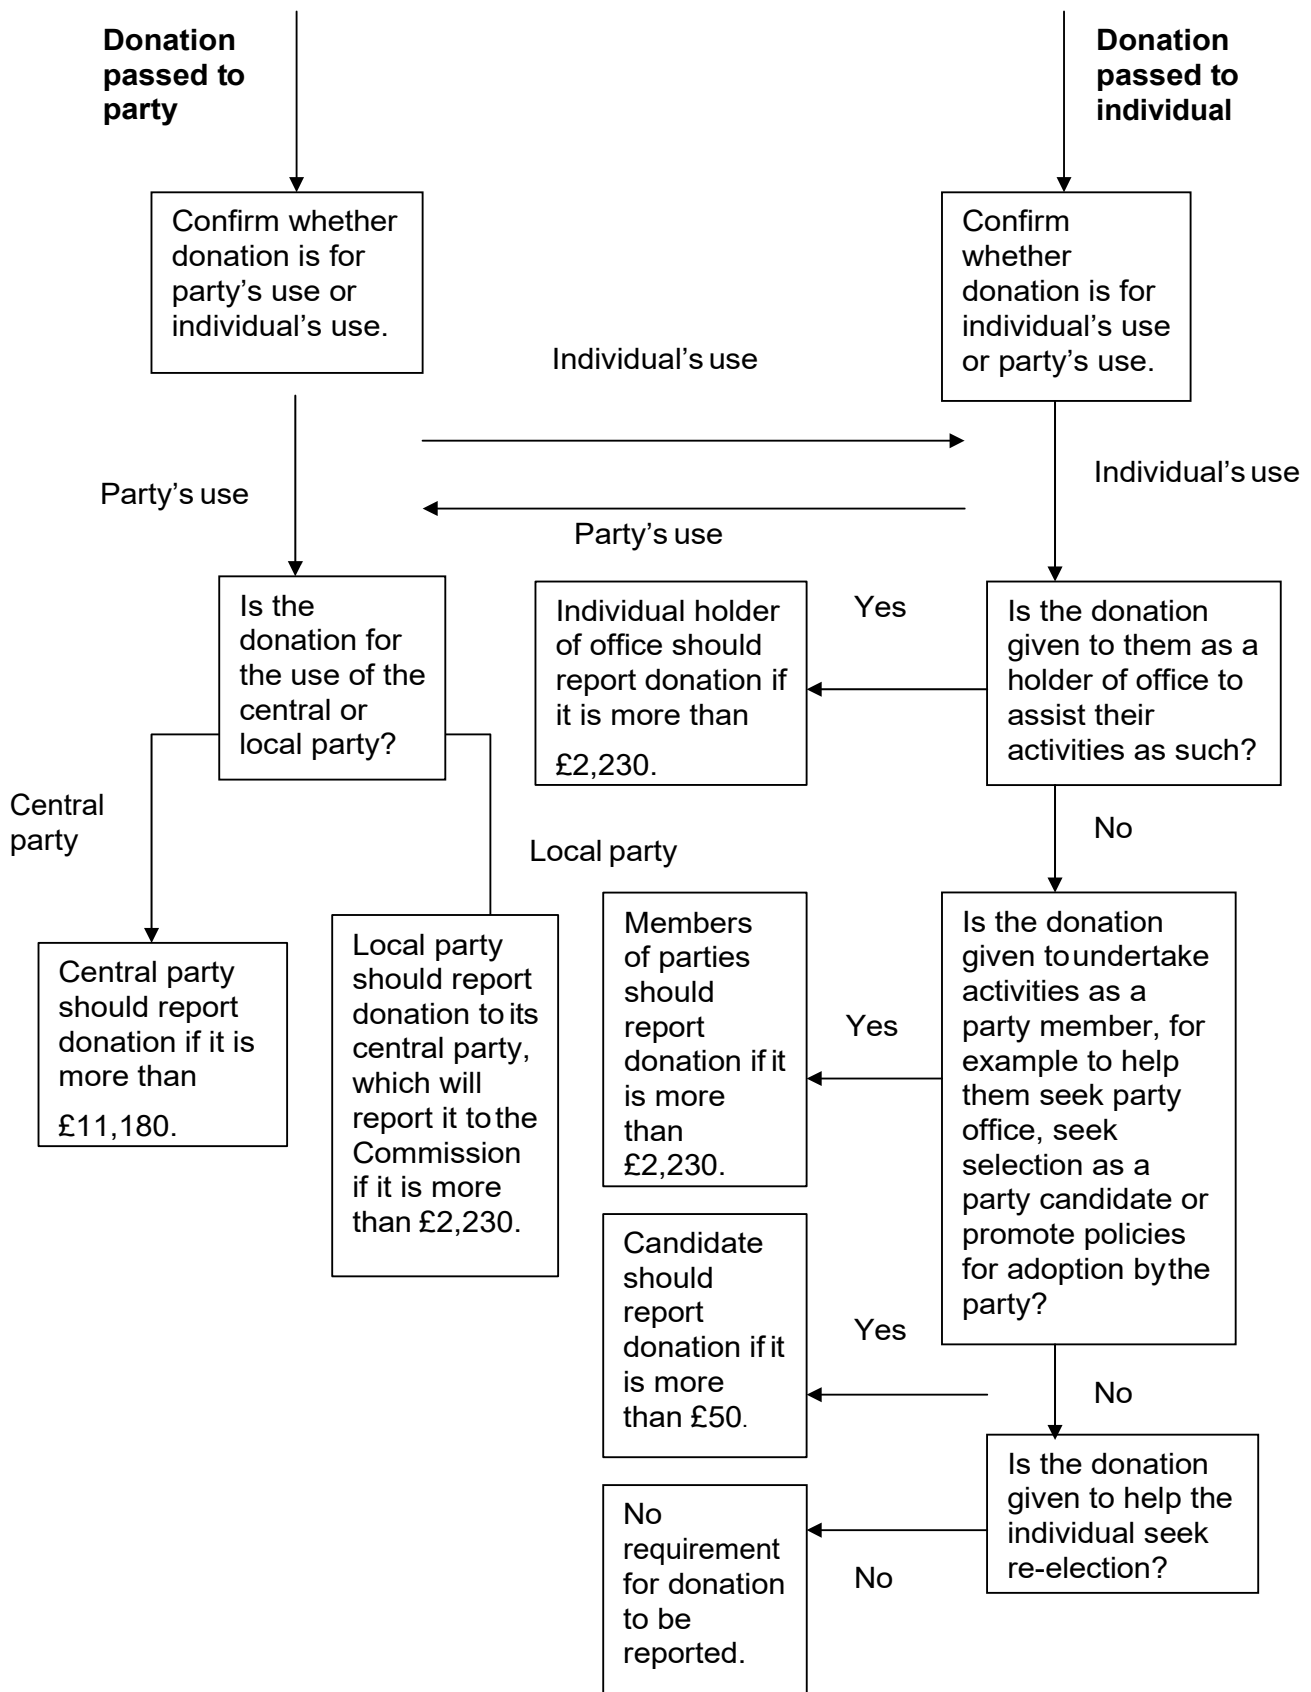 Donation
passed to
party
Donation
passed to
individual
Confirm whether
donation is for
party’s use or
individual’s use.
Confirm
whether
donation is for
individual’s use
or party’s use.
Individual’s use
Party’s use
Individual’s use
Party’s use
Is the
donation for
the use of the
central or
local party?
Individual holder
of office should
report donation if
it is more than
£2,230.
Yes
Is the donation
given to them as a
holder of office to
assist their
activities as such?
Central
party
Local party
No
Central party
should report
donation if it is
more than
£11,180.
Local party
should report
donation to its
central party,
which will
report it to the
Commission
if it is more
than £2,230.
Members
of parties
should
report
donation if it
is more
than
£2,230.
Yes
Is the donation
given to undertake
activities as a
party member, for
example to help
them seek party
office, seek
selection as a
party candidate or
promote policies
for adoption by the
party?
Candidate
should
report
donation if it
is more
than £50.
Yes
No
Is the donation
given to help the
individual seek
re-election?
No
requirement
for donation
to be
reported.
No